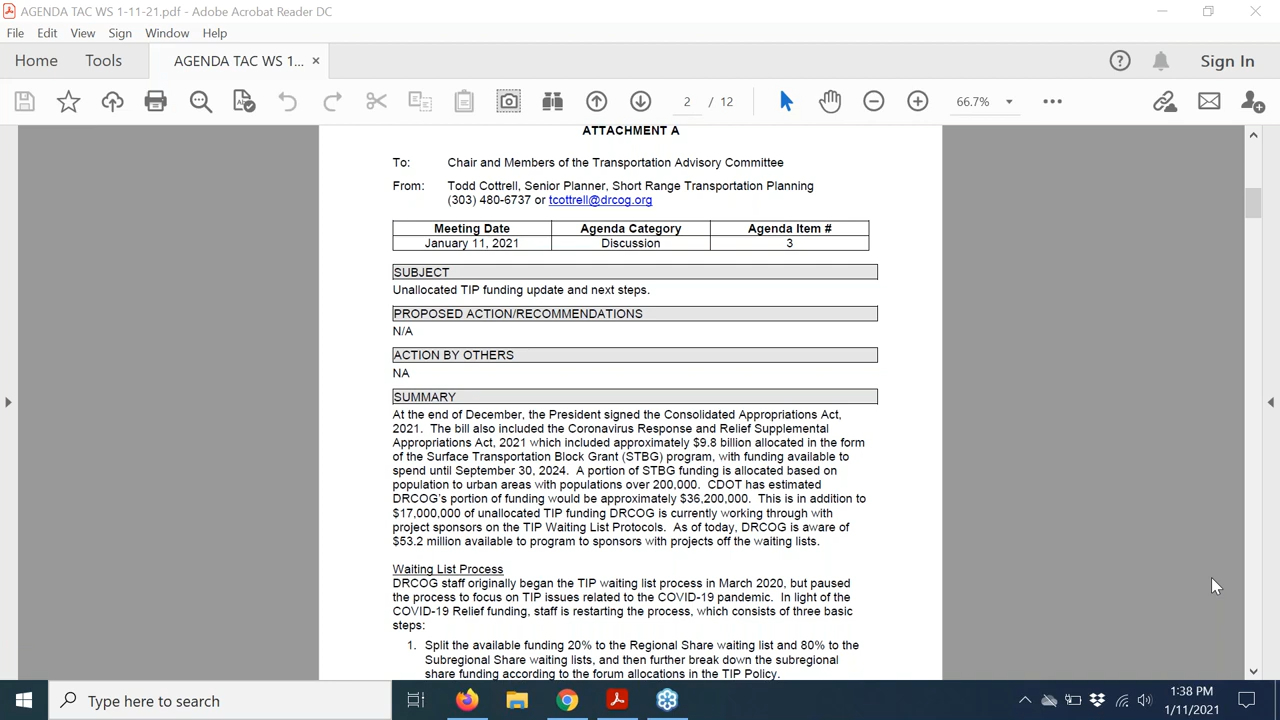 AGENDA TAC WS 1-11-21.pdf - Adobe Acrobat Reader DC
File Edit View Sign Window Help
Home Tools AGENDA TAC WS 1... × Sign In
2 / 12 66.7%
ATTACHMENT A
To: Chair and Members of the Transportation Advisory Committee
From: Todd Cottrell, Senior Planner, Short Range Transportation Planning
(303) 480-6737 or tcottrell@drcog.org
Meeting Date Agenda Category Agenda Item #
January 11, 2021 Discussion 3
SUBJECT
Unallocated TIP funding update and next steps.
PROPOSED ACTION/RECOMMENDATIONS
N/A
ACTION BY OTHERS
NA
SUMMARY
At the end of December, the President signed the Consolidated Appropriations Act,
2021. The bill also included the Coronavirus Response and Relief Supplemental
Appropriations Act, 2021 which included approximately $9.8 billion allocated in the form
of the Surface Transportation Block Grant (STBG) program, with funding available to
spend until September 30, 2024. A portion of STBG funding is allocated based on
population to urban areas with populations over 200,000. CDOT has estimated
DRCOG's portion of funding would be approximately $36,200,000. This is in addition to
$17,000,000 of unallocated TIP funding DRCOG is currently working through with
project sponsors on the TIP Waiting List Protocols. As of today, DRCOG is aware of
$53.2 million available to program to sponsors with projects off the waiting lists.
Waiting List Process
DRCOG staff originally began the TIP waiting list process in March 2020, but paused
the process to focus on TIP issues related to the COVID-19 pandemic. In light of the
COVID-19 Relief funding, staff is restarting the process, which consists of three basic
steps:
1. Split the available funding 20% to the Regional Share waiting list and 80% to the
Subregional Share waiting lists, and then further break down the subregional
share funding according to the forum allocations in the TIP Policy.
Type here to search
1:38 PM
1/11/2021